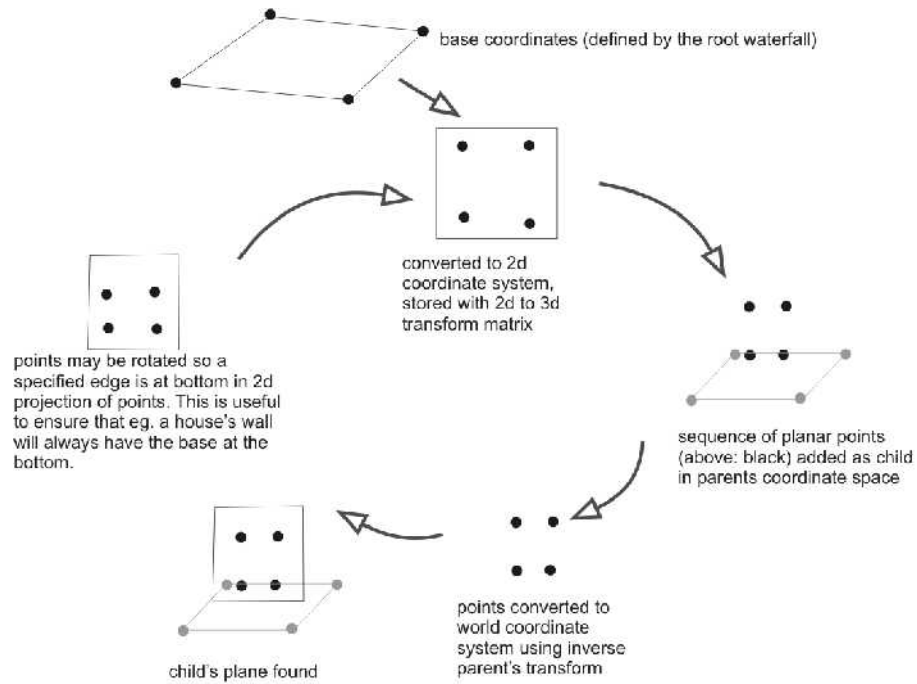 base coordinates (defined by the root waterfall)
converted to 2d
coordinate system,
stored with 2d to 3d
transform matrix
points may be rotated so a
specified edge is at bottom in 2d
projection of points. This is useful
to ensure that eg. a house's wall
will always have the base at the
bottom.
sequence of planar points
(above: black) added as child
in parents coordinate space
points converted to
world coordinate
system using inverse
parent's transform
child's plane found